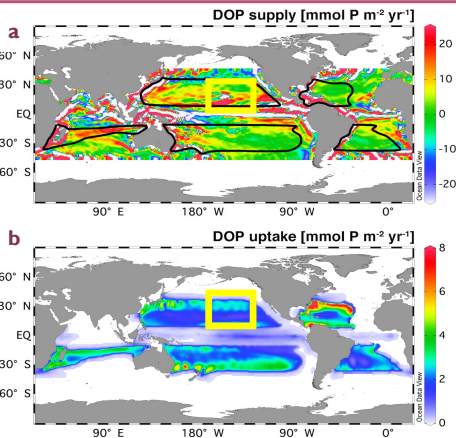 DOP supply [mmol P m⁻² yr⁻¹]
a
60° N
30° N
EQ
30° S
60° S
90° E 180° W 90° W 0°
20
10
0
-10
-20
Ocean Data View
DOP uptake [mmol P m⁻² yr⁻¹]
b
60° N
30° N
EQ
30° S
60° S
90° E 180° W 90° W 0°
8
6
4
2
0
Ocean Data View